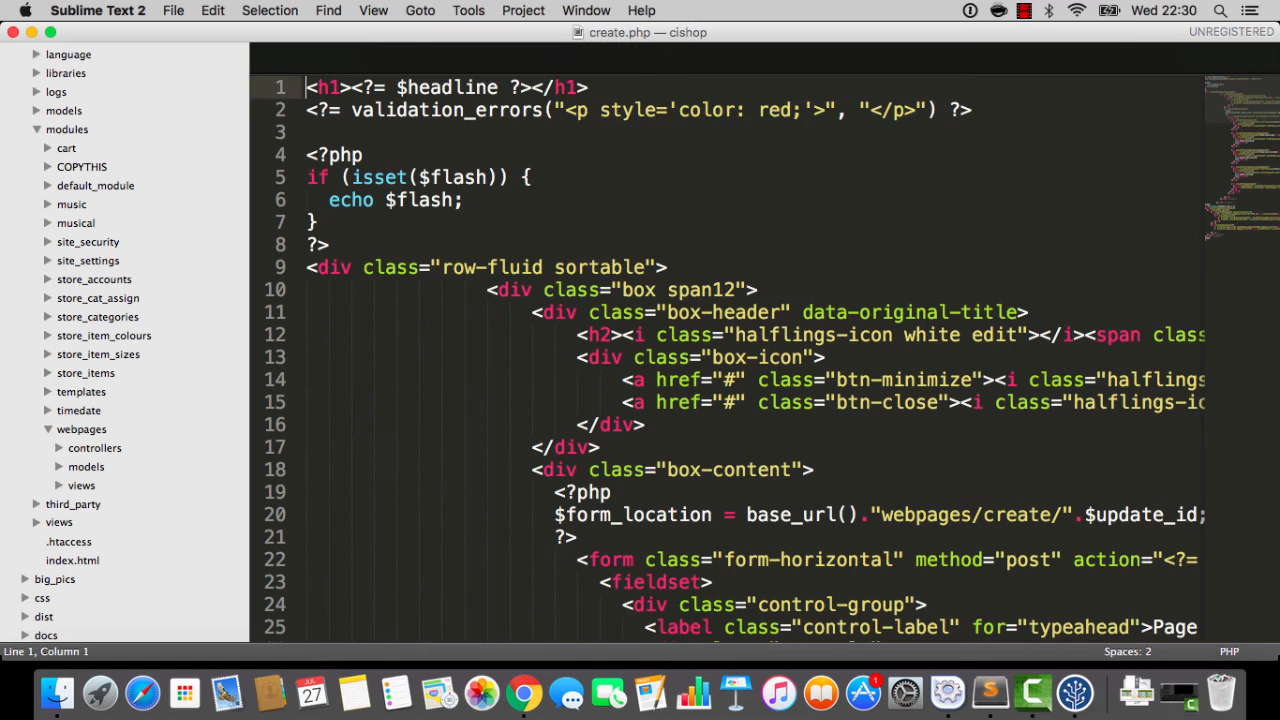 Sublime Text 2 File Edit Selection Find View Goto Tools Project Window Help Wed 22:30
create.php — cishop UNREGISTERED
language
libraries
logs
models
modules
cart
COPYTHIS
default_module
music
musical
site_security
site_settings
store_accounts
store_cat_assign
store_categories
store_item_colours
store_item_sizes
store_items
templates
timedate
webpages
controllers
models
views
third_party
views
.htaccess
index.html
big_pics
css
dist
docs
1 <h1><?= $headline ?></h1>
2 <?= validation_errors("<p style='color: red;'>", "</p>") ?>
3
4 <?php
5 if (isset($flash)) {
6 echo $flash;
7 }
8 ?>
9 <div class="row-fluid sortable">
10 <div class="box span12">
11 <div class="box-header" data-original-title>
12 <h2><i class="halflings-icon white edit"></i><span class
13 <div class="box-icon">
14 <a href="#" class="btn-minimize"><i class="halflings
15 <a href="#" class="btn-close"><i class="halflings-ic
16 </div>
17 </div>
18 <div class="box-content">
19 <?php
20 $form_location = base_url()."webpages/create/".$update_id;
21 ?>
22 <form class="form-horizontal" method="post" action="<?=
23 <fieldset>
24 <div class="control-group">
25 <label class="control-label" for="typeahead">Page
Line 1, Column 1 Spaces: 2 PHP
27
1